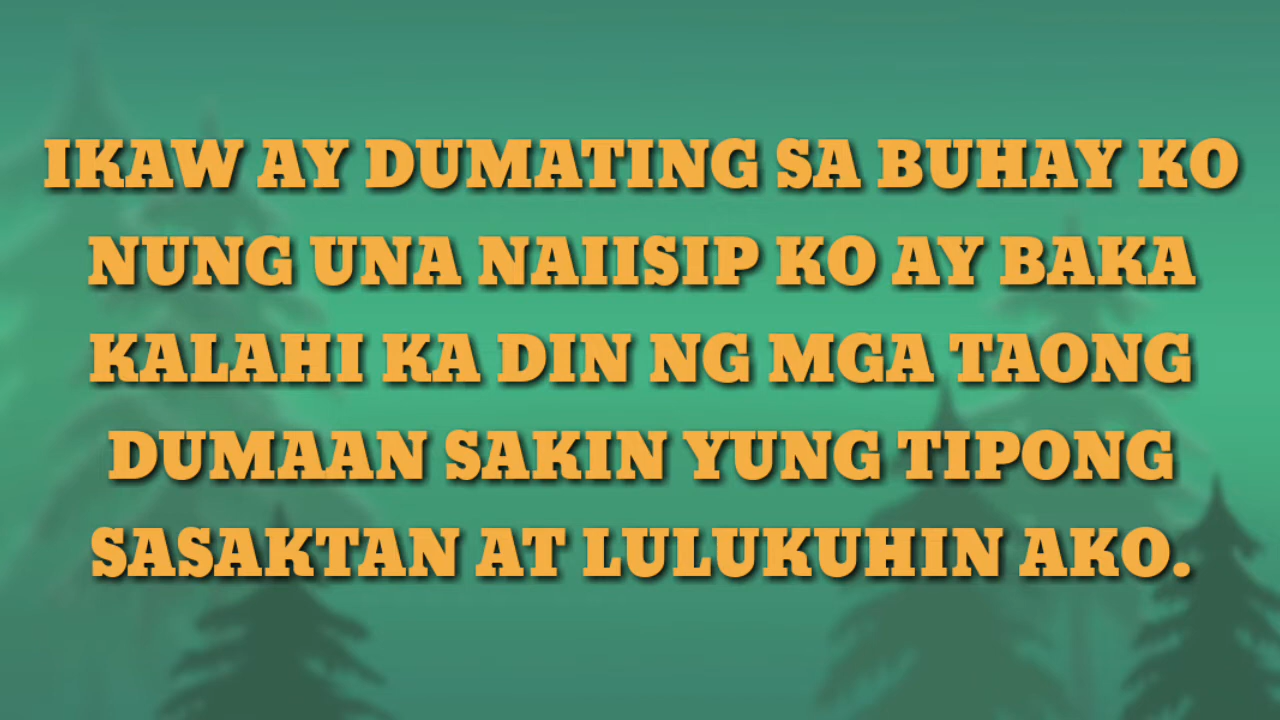 IKAW AY DUMATING SA BUHAY KO
NUNG UNA NAIISIP KO AY BAKA
KALAHI KA DIN NG MGA TAONG
DUMAAN SAKIN YUNG TIPONG
SASAKTAN AT LULUKUHIN AKO.